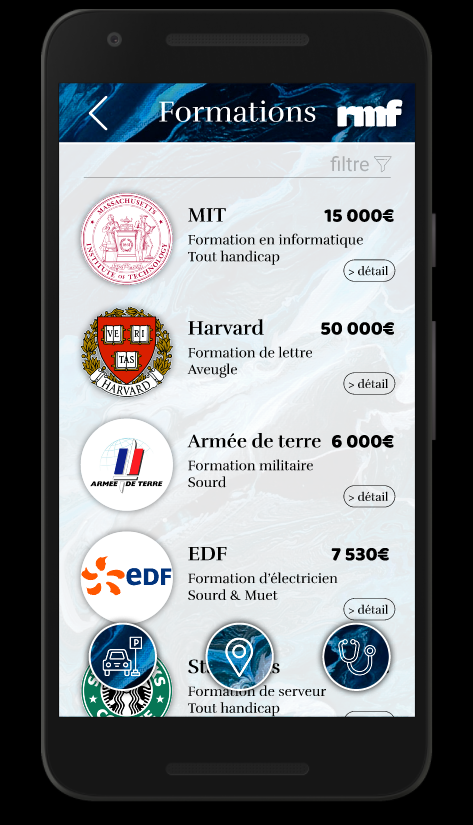 Formations
rmf
filtre
MIT
15 000€
Formation en informatique
Tout handicap
> détail
MASSACHUSETTS
INSTITUTE OF TECHNOLOGY
Harvard
50 000€
Formation de lettre
Aveugle
> détail
VE RI
TAS
HARVARD
Armée de terre
6 000€
Formation militaire
Sourd
> détail
ARMÉE DE TERRE
EDF
7 530€
Formation d'électricien
Sourd & Muet
> détail
eDF
P
Formation de serveur
Tout handicap